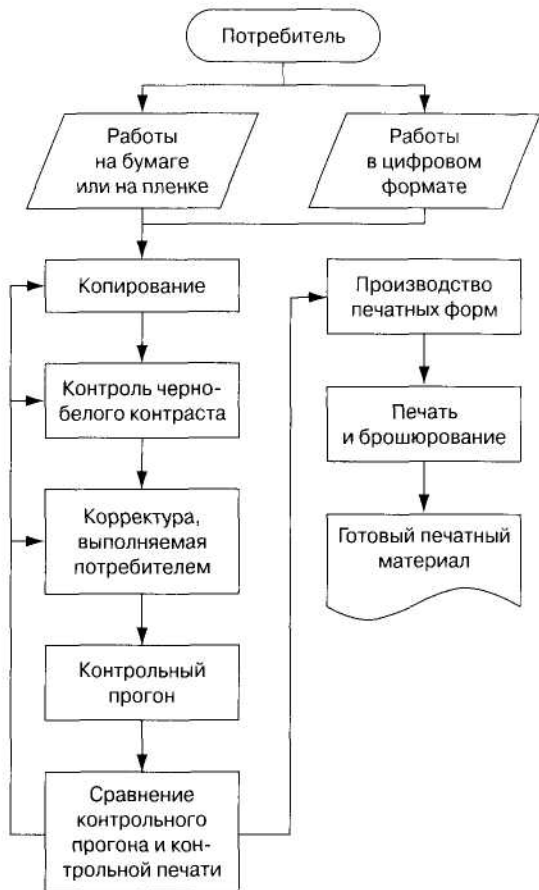 Потребитель
Работы
на бумаге
или на пленке
Работы
в цифровом
формате
Копирование
Контроль черно-
белого контраста
Корректура,
выполняемая
потребителем
Контрольный
прогон
Сравнение
контрольного
прогона и кон-
трольной печати
Производство
печатных форм
Печать
и брошюрование
Готовый печатный
материал